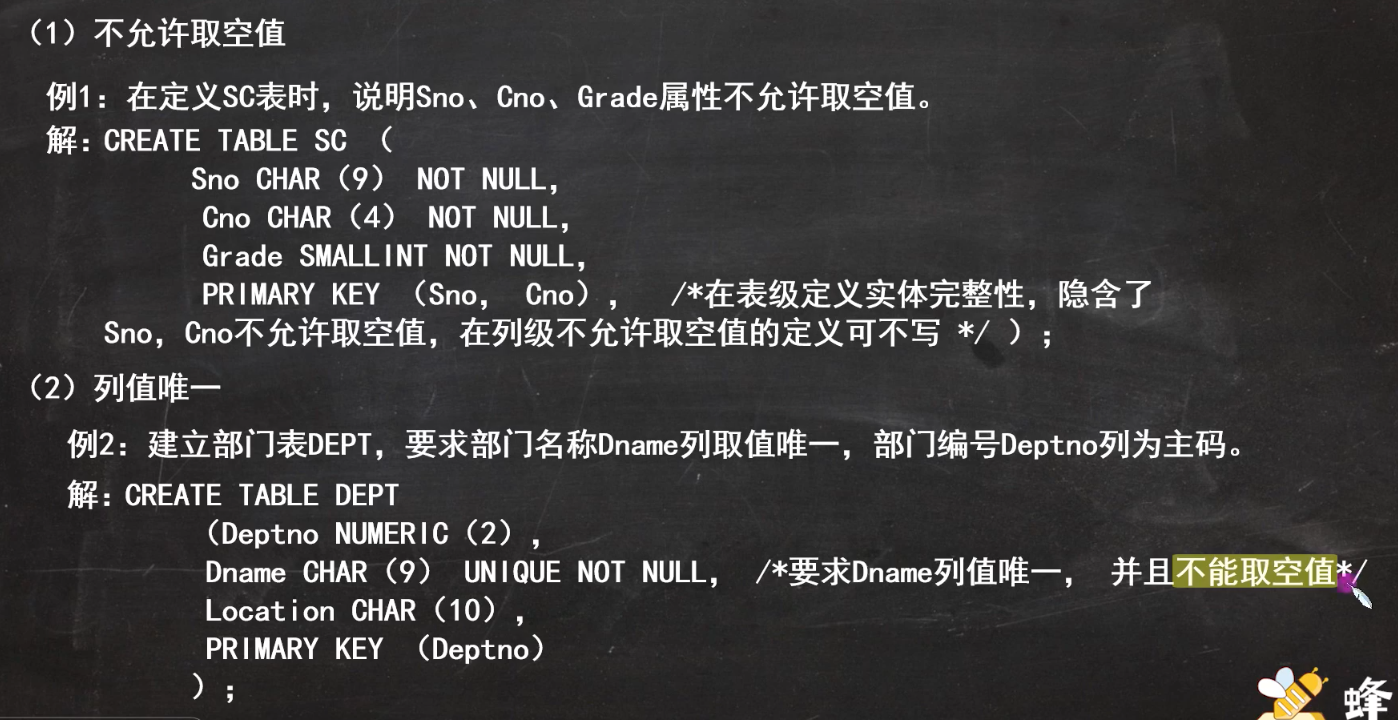 （1）不允许取空值
例1：在定义SC表时，说明Sno、Cno、Grade属性不允许取空值。
解：CREATE TABLE SC （
Sno CHAR（9） NOT NULL，
Cno CHAR（4） NOT NULL，
Grade SMALLINT NOT NULL，
PRIMARY KEY （Sno， Cno）， /*在表级定义实体完整性，隐含了
Sno，Cno不允许取空值，在列级不允许取空值的定义可不写 */ ）；
（2）列值唯一
例2：建立部门表DEPT，要求部门名称Dname列取值唯一，部门编号Deptno列为主码。
解：CREATE TABLE DEPT
（Deptno NUMERIC（2），
Dname CHAR（9） UNIQUE NOT NULL， /*要求Dname列值唯一， 并且不能取空值*/
Location CHAR（10），
PRIMARY KEY （Deptno）
）；
蜂